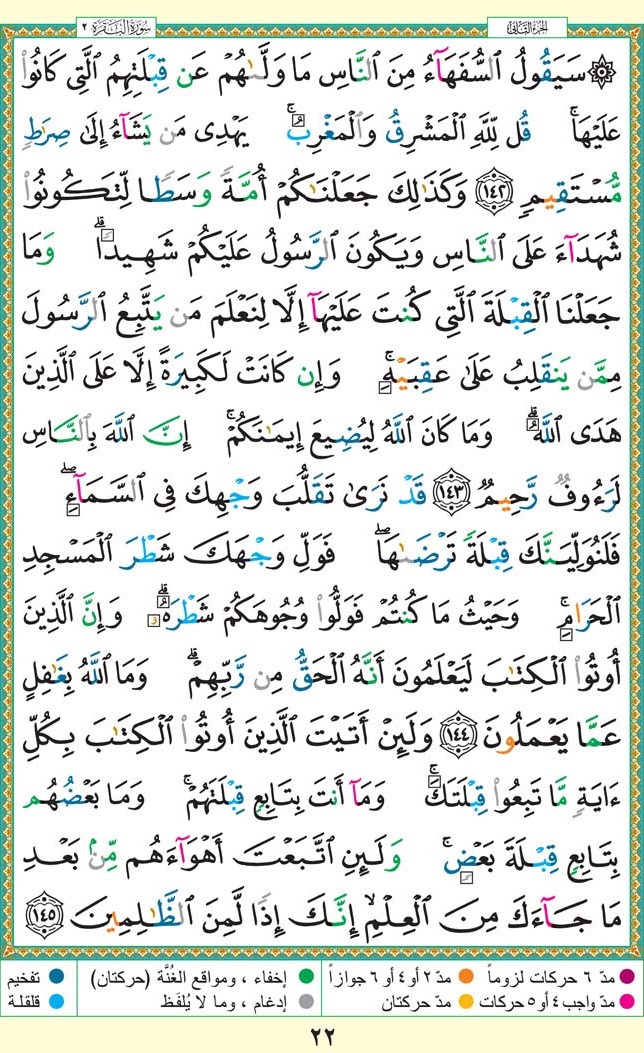 الجزء الثاني
سورة البقرة ٢
۞ سَيَقُولُ ٱلسُّفَهَآءُ مِنَ ٱلنَّاسِ مَا وَلَّىٰهُمۡ عَن قِبۡلَتِهِمُ ٱلَّتِي كَانُواْ
عَلَيۡهَاۚ قُل لِّلَّهِ ٱلۡمَشۡرِقُ وَٱلۡمَغۡرِبُۚ يَهۡدِي مَن يَشَآءُ إِلَىٰ صِرَٰطٖ
مُّسۡتَقِيمٖ ١٤٢ وَكَذَٰلِكَ جَعَلۡنَٰكُمۡ أُمَّةٗ وَسَطٗا لِّتَكُونُواْ
شُهَدَآءَ عَلَى ٱلنَّاسِ وَيَكُونَ ٱلرَّسُولُ عَلَيۡكُمۡ شَهِيدٗاۗ وَمَا
جَعَلۡنَا ٱلۡقِبۡلَةَ ٱلَّتِي كُنتَ عَلَيۡهَآ إِلَّا لِنَعۡلَمَ مَن يَتَّبِعُ ٱلرَّسُولَ
مِمَّن يَنقَلِبُ عَلَىٰ عَقِبَيۡهِۚ وَإِن كَانَتۡ لَكَبِيرَةً إِلَّا عَلَى ٱلَّذِينَ
هَدَى ٱللَّهُۗ وَمَا كَانَ ٱللَّهُ لِيُضِيعَ إِيمَٰنَكُمۡۚ إِنَّ ٱللَّهَ بِٱلنَّاسِ
لَرَءُوفٞ رَّحِيمٞ ١٤٣ قَدۡ نَرَىٰ تَقَلُّبَ وَجۡهِكَ فِي ٱلسَّمَآءِۖ
فَلَنُوَلِّيَنَّكَ قِبۡلَةٗ تَرۡضَىٰهَاۖ فَوَلِّ وَجۡهَكَ شَطۡرَ ٱلۡمَسۡجِدِ
ٱلۡحَرَامِۚ وَحَيۡثُ مَا كُنتُمۡ فَوَلُّواْ وُجُوهَكُمۡ شَطۡرَهُۥۗ وَإِنَّ ٱلَّذِينَ
أُوتُواْ ٱلۡكِتَٰبَ لَيَعۡلَمُونَ أَنَّهُ ٱلۡحَقُّ مِن رَّبِّهِمۡۗ وَمَا ٱللَّهُ بِغَٰفِلٍ
عَمَّا يَعۡمَلُونَ ١٤٤ وَلَئِنۡ أَتَيۡتَ ٱلَّذِينَ أُوتُواْ ٱلۡكِتَٰبَ بِكُلِّ
ءَايَةٖ مَّا تَبِعُواْ قِبۡلَتَكَۚ وَمَآ أَنتَ بِتَابِعٖ قِبۡلَتَهُمۡۚ وَمَا بَعۡضُهُم
بِتَابِعٖ قِبۡلَةَ بَعۡضٖۚ وَلَئِنِ ٱتَّبَعۡتَ أَهۡوَآءَهُم مِّنۢ بَعۡدِ
مَا جَآءَكَ مِنَ ٱلۡعِلۡمِ إِنَّكَ إِذٗا لَّمِنَ ٱلظَّٰلِمِينَ ١٤٥
مدّ ٦ حركات لزوماً مدّ ٢ أو ٤ أو ٦ جوازاً إخفاء ، ومواقع الغُنَّة (حركتان) تفخيم
مدّ واجب ٤ أو ٥ حركات مدّ حركتان إدغام ، وما لا يُلفَظ قلقلة
٢٢